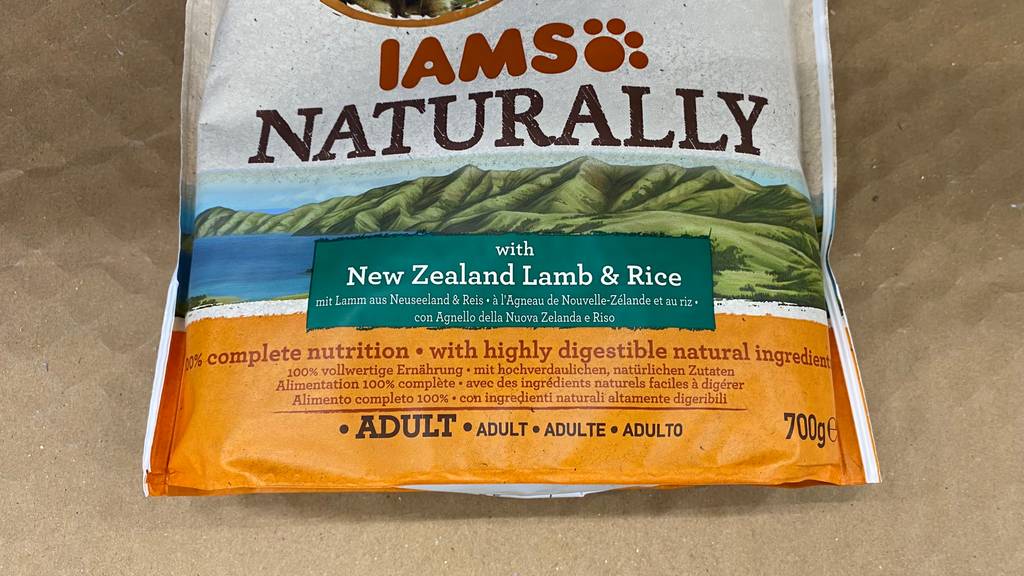 IAMS
NATURALLY
with
New Zealand Lamb & Rice
mit Lamm aus Neuseeland & Reis • à l'Agneau de Nouvelle-Zélande et au riz •
con Agnello della Nuova Zelanda e Riso
00% complete nutrition • with highly digestible natural ingredient
100% vollwertige Ernährung • mit hochverdaulichen, natürlichen Zutaten
Alimentation 100% complète • avec des ingrédients naturels faciles à digérer
Alimento completo 100% • con ingredienti naturali altamente digeribili
• ADULT • ADULT • ADULTE • ADULTO
700g℮